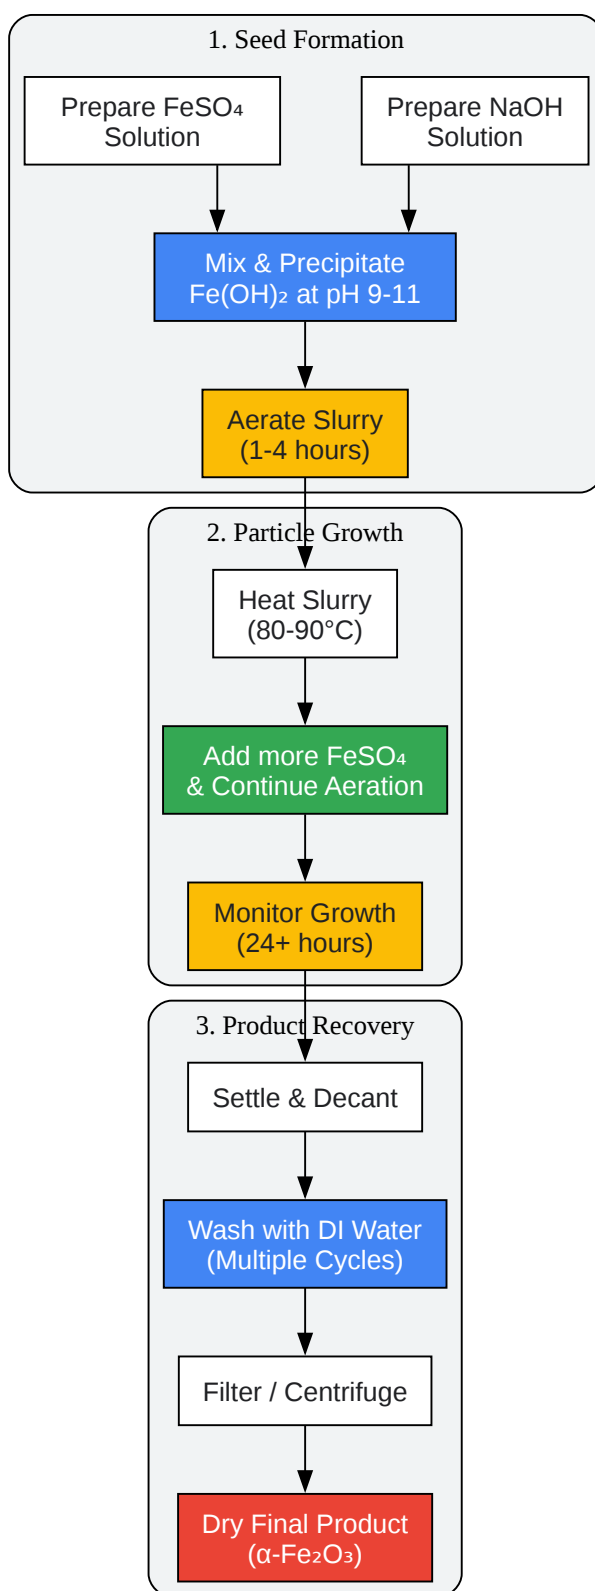 1. Seed Formation
Prepare FeSO₄
Solution
Prepare NaOH
Solution
Mix & Precipitate
Fe(OH)₂ at pH 9-11
Aerate Slurry
(1-4 hours)
2. Particle Growth
Heat Slurry
(80-90°C)
Add more FeSO₄
& Continue Aeration
Monitor Growth
(24+ hours)
3. Product Recovery
Settle & Decant
Wash with DI Water
(Multiple Cycles)
Filter / Centrifuge
Dry Final Product
(α-Fe₂O₃)